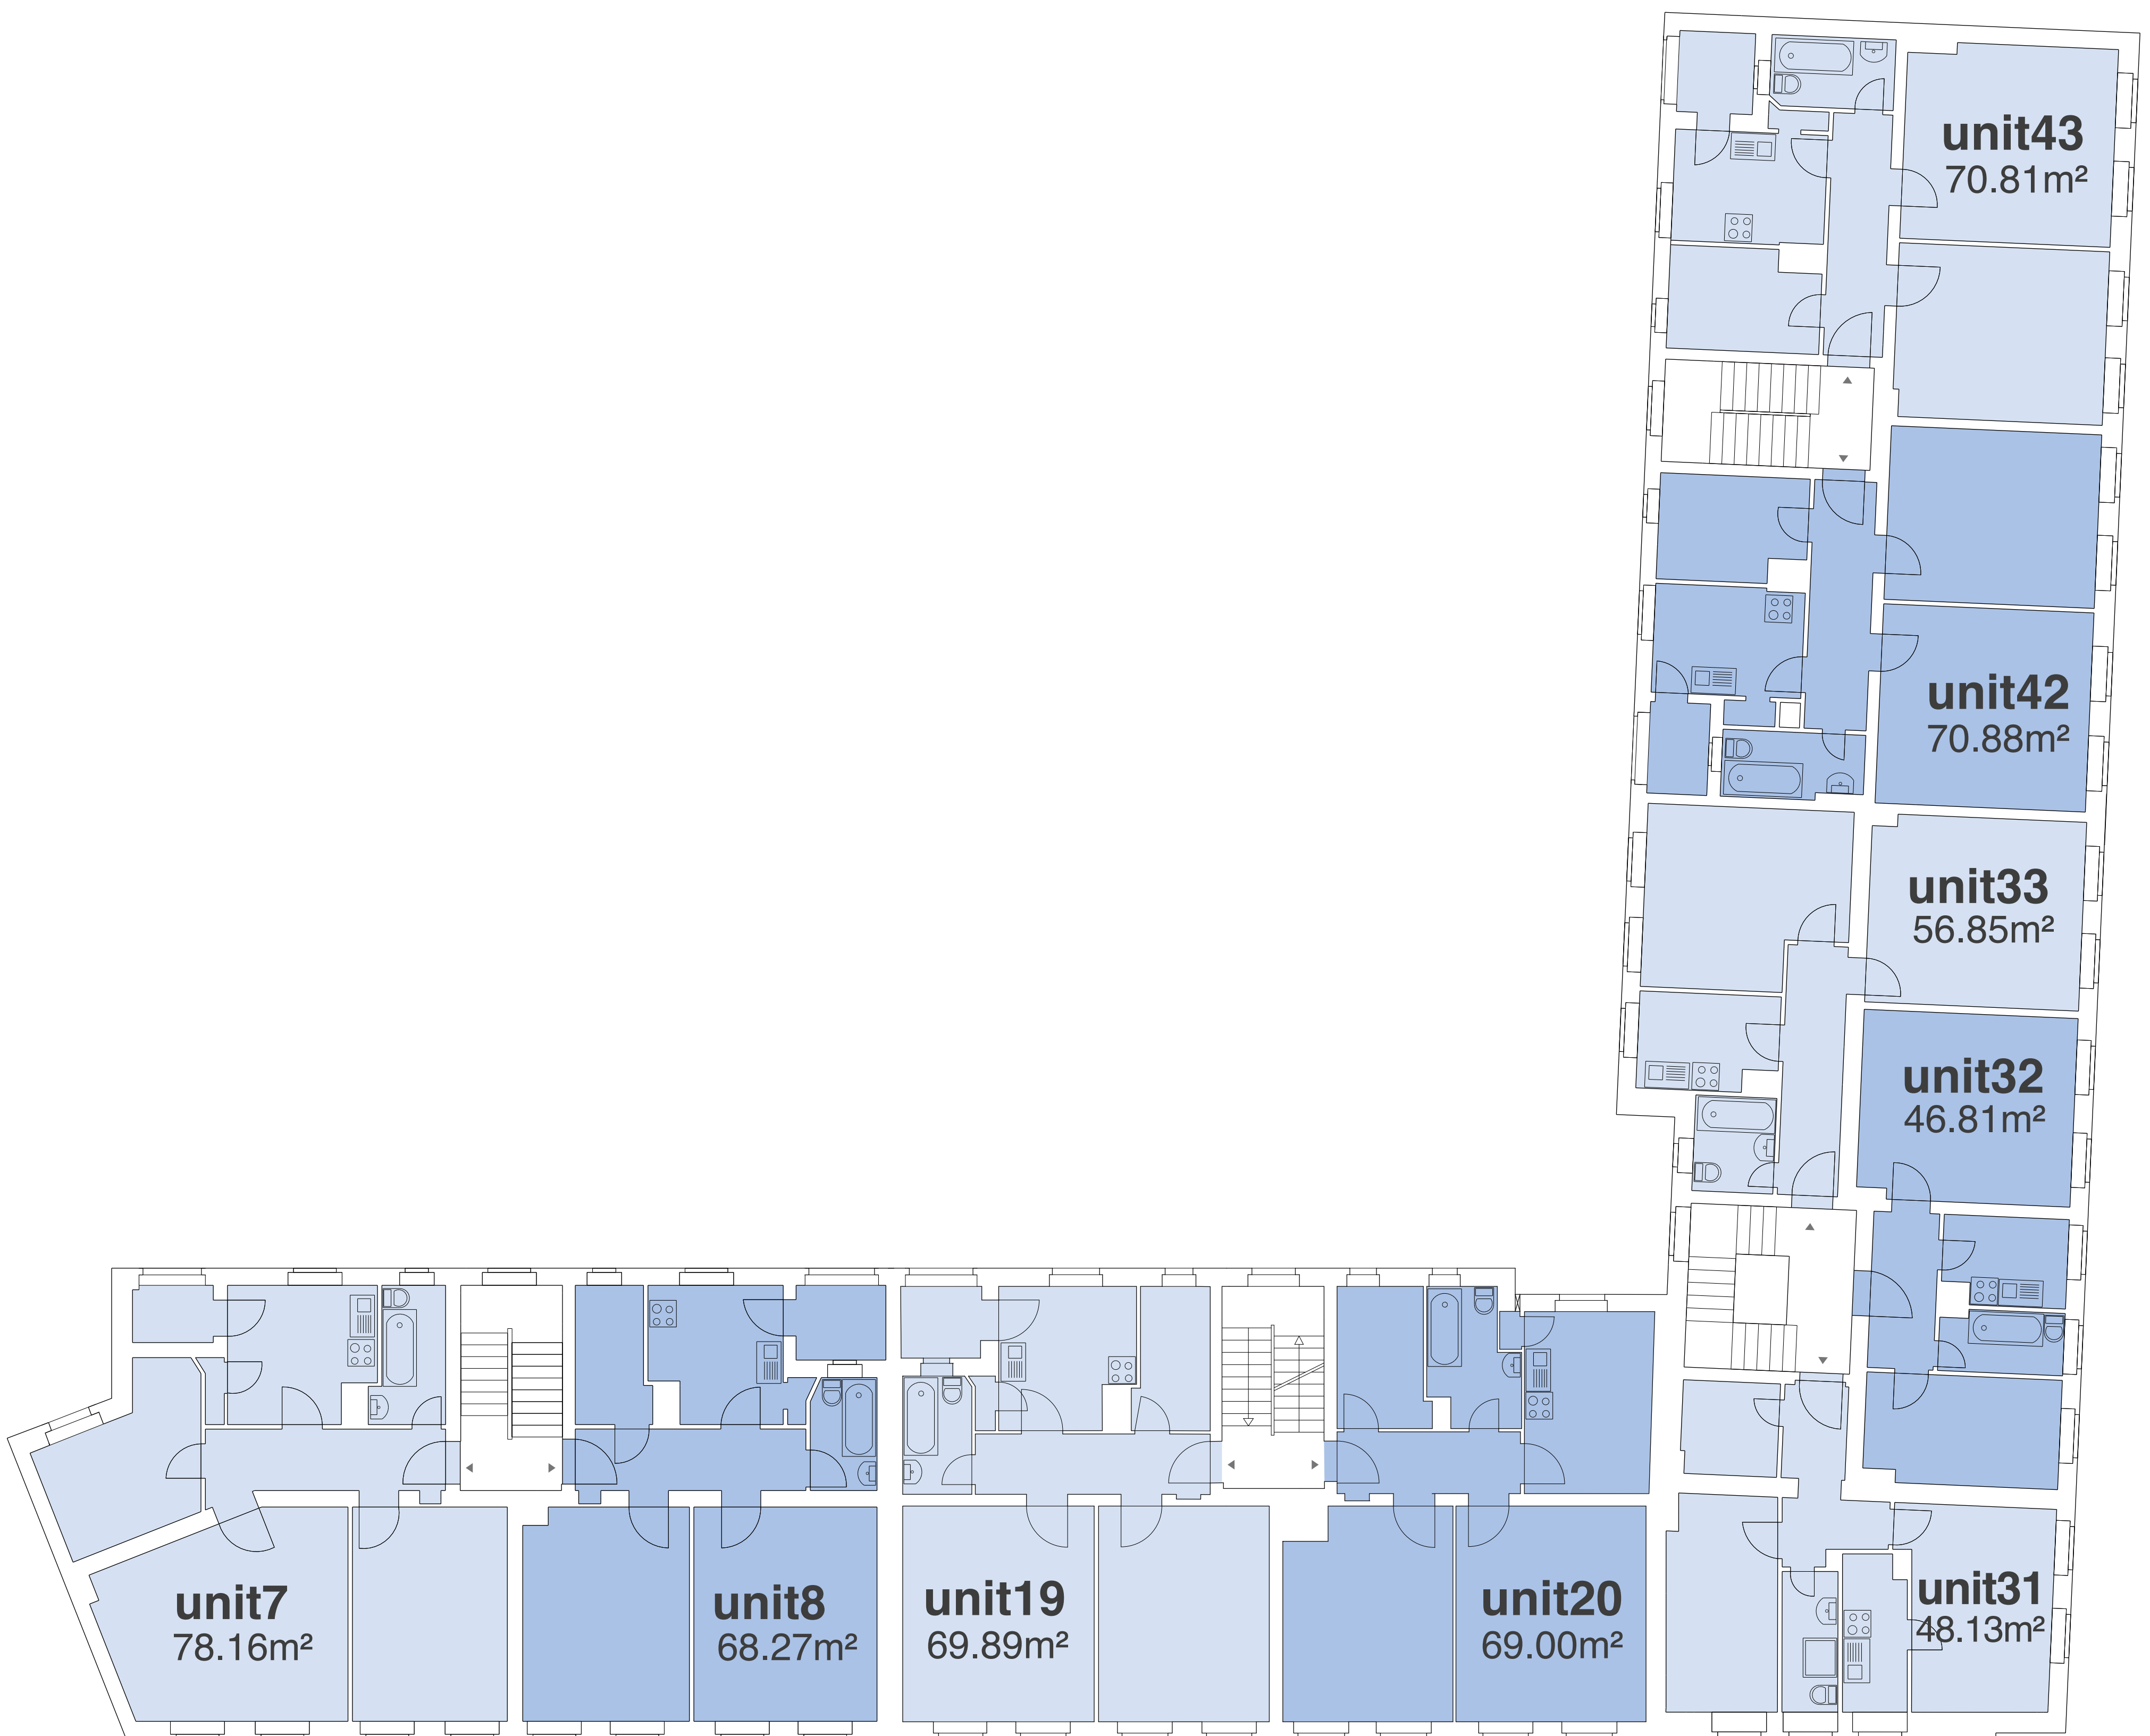 unit43
70.81m²
unit42
70.88m²
unit33
56.85m²
unit32
46.81m²
unit7
78.16m²
unit8
68.27m²
unit19
69.89m²
unit20
69.00m²
unit31
48.13m²